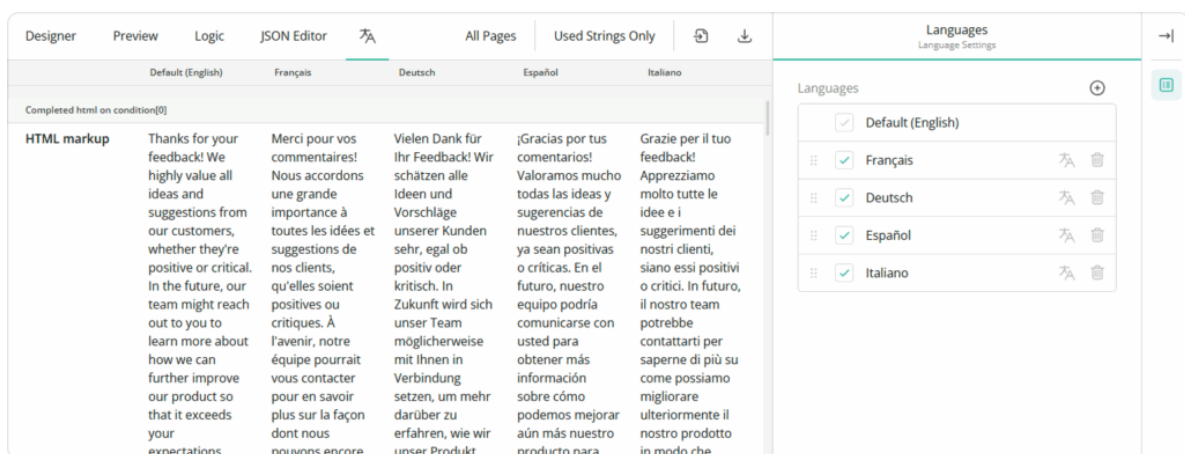 Designer Preview Logic JSON Editor All Pages Used Strings Only
Default (English) Français Deutsch Español Italiano
Completed html on condition[0]
HTML markup
Thanks for your
feedback! We
highly value all
ideas and
suggestions from
our customers,
whether they're
positive or critical.
In the future, our
team might reach
out to you to
learn more about
how we can
further improve
our product so
that it exceeds
your
expectations
Merci pour vos
commentaires!
Nous accordons
une grande
importance à
toutes les idées et
suggestions de
nos clients,
qu'elles soient
positives ou
critiques. À
l'avenir, notre
équipe pourrait
vous contacter
pour en savoir
plus sur la façon
dont nous
pouvons encore
Vielen Dank für
Ihr Feedback! Wir
schätzen alle
Ideen und
Vorschläge
unserer Kunden
sehr, egal ob
positiv oder
kritisch. In
Zukunft wird sich
unser Team
möglicherweise
mit Ihnen in
Verbindung
setzen, um mehr
darüber zu
erfahren, wie wir
unser Produkt
¡Gracias por tus
comentarios!
Valoramos mucho
todas las ideas y
sugerencias de
nuestros clientes,
ya sean positivas
o críticas. En el
futuro, nuestro
equipo podría
comunicarse con
usted para
obtener más
información
sobre cómo
podemos mejorar
aún más nuestro
producto para
Grazie per il tuo
feedback!
Apprezziamo
molto tutte le
idee e i
suggerimenti dei
nostri clienti,
siano essi positivi
o critici. In futuro,
il nostro team
potrebbe
contattarti per
saperne di più su
come possiamo
migliorare
ulteriormente il
nostro prodotto
in modo che
Languages
Language Settings
Languages
Default (English)
Français
Deutsch
Español
Italiano